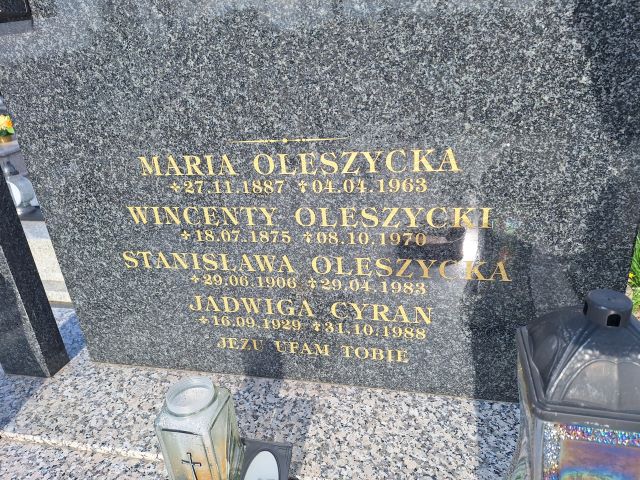 MARIA OLESZYCKA
27.11.1887 04.04.1963
WINCENTY OLESZYCKI
18.07.1875 08.10.1970
STANISŁAWA OLESZYCKA
29.06.1906 29.04.1983
JADWIGA CYRAN
16.09.1929 31.10.1988
JEZU UFAM TOBIE